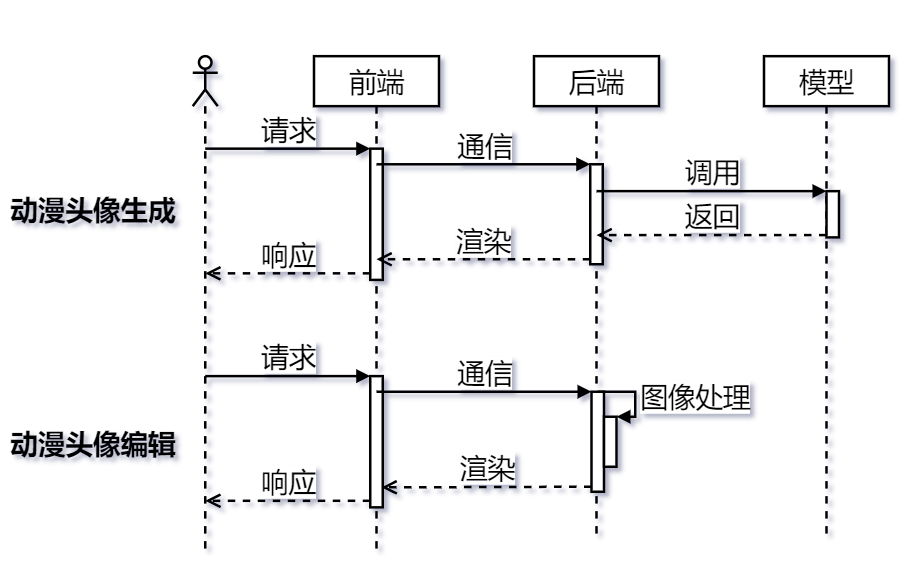 前端
后端
模型
请求
通信
调用
动漫头像生成
返回
渲染
响应
请求
通信
图像处理
动漫头像编辑
渲染
响应